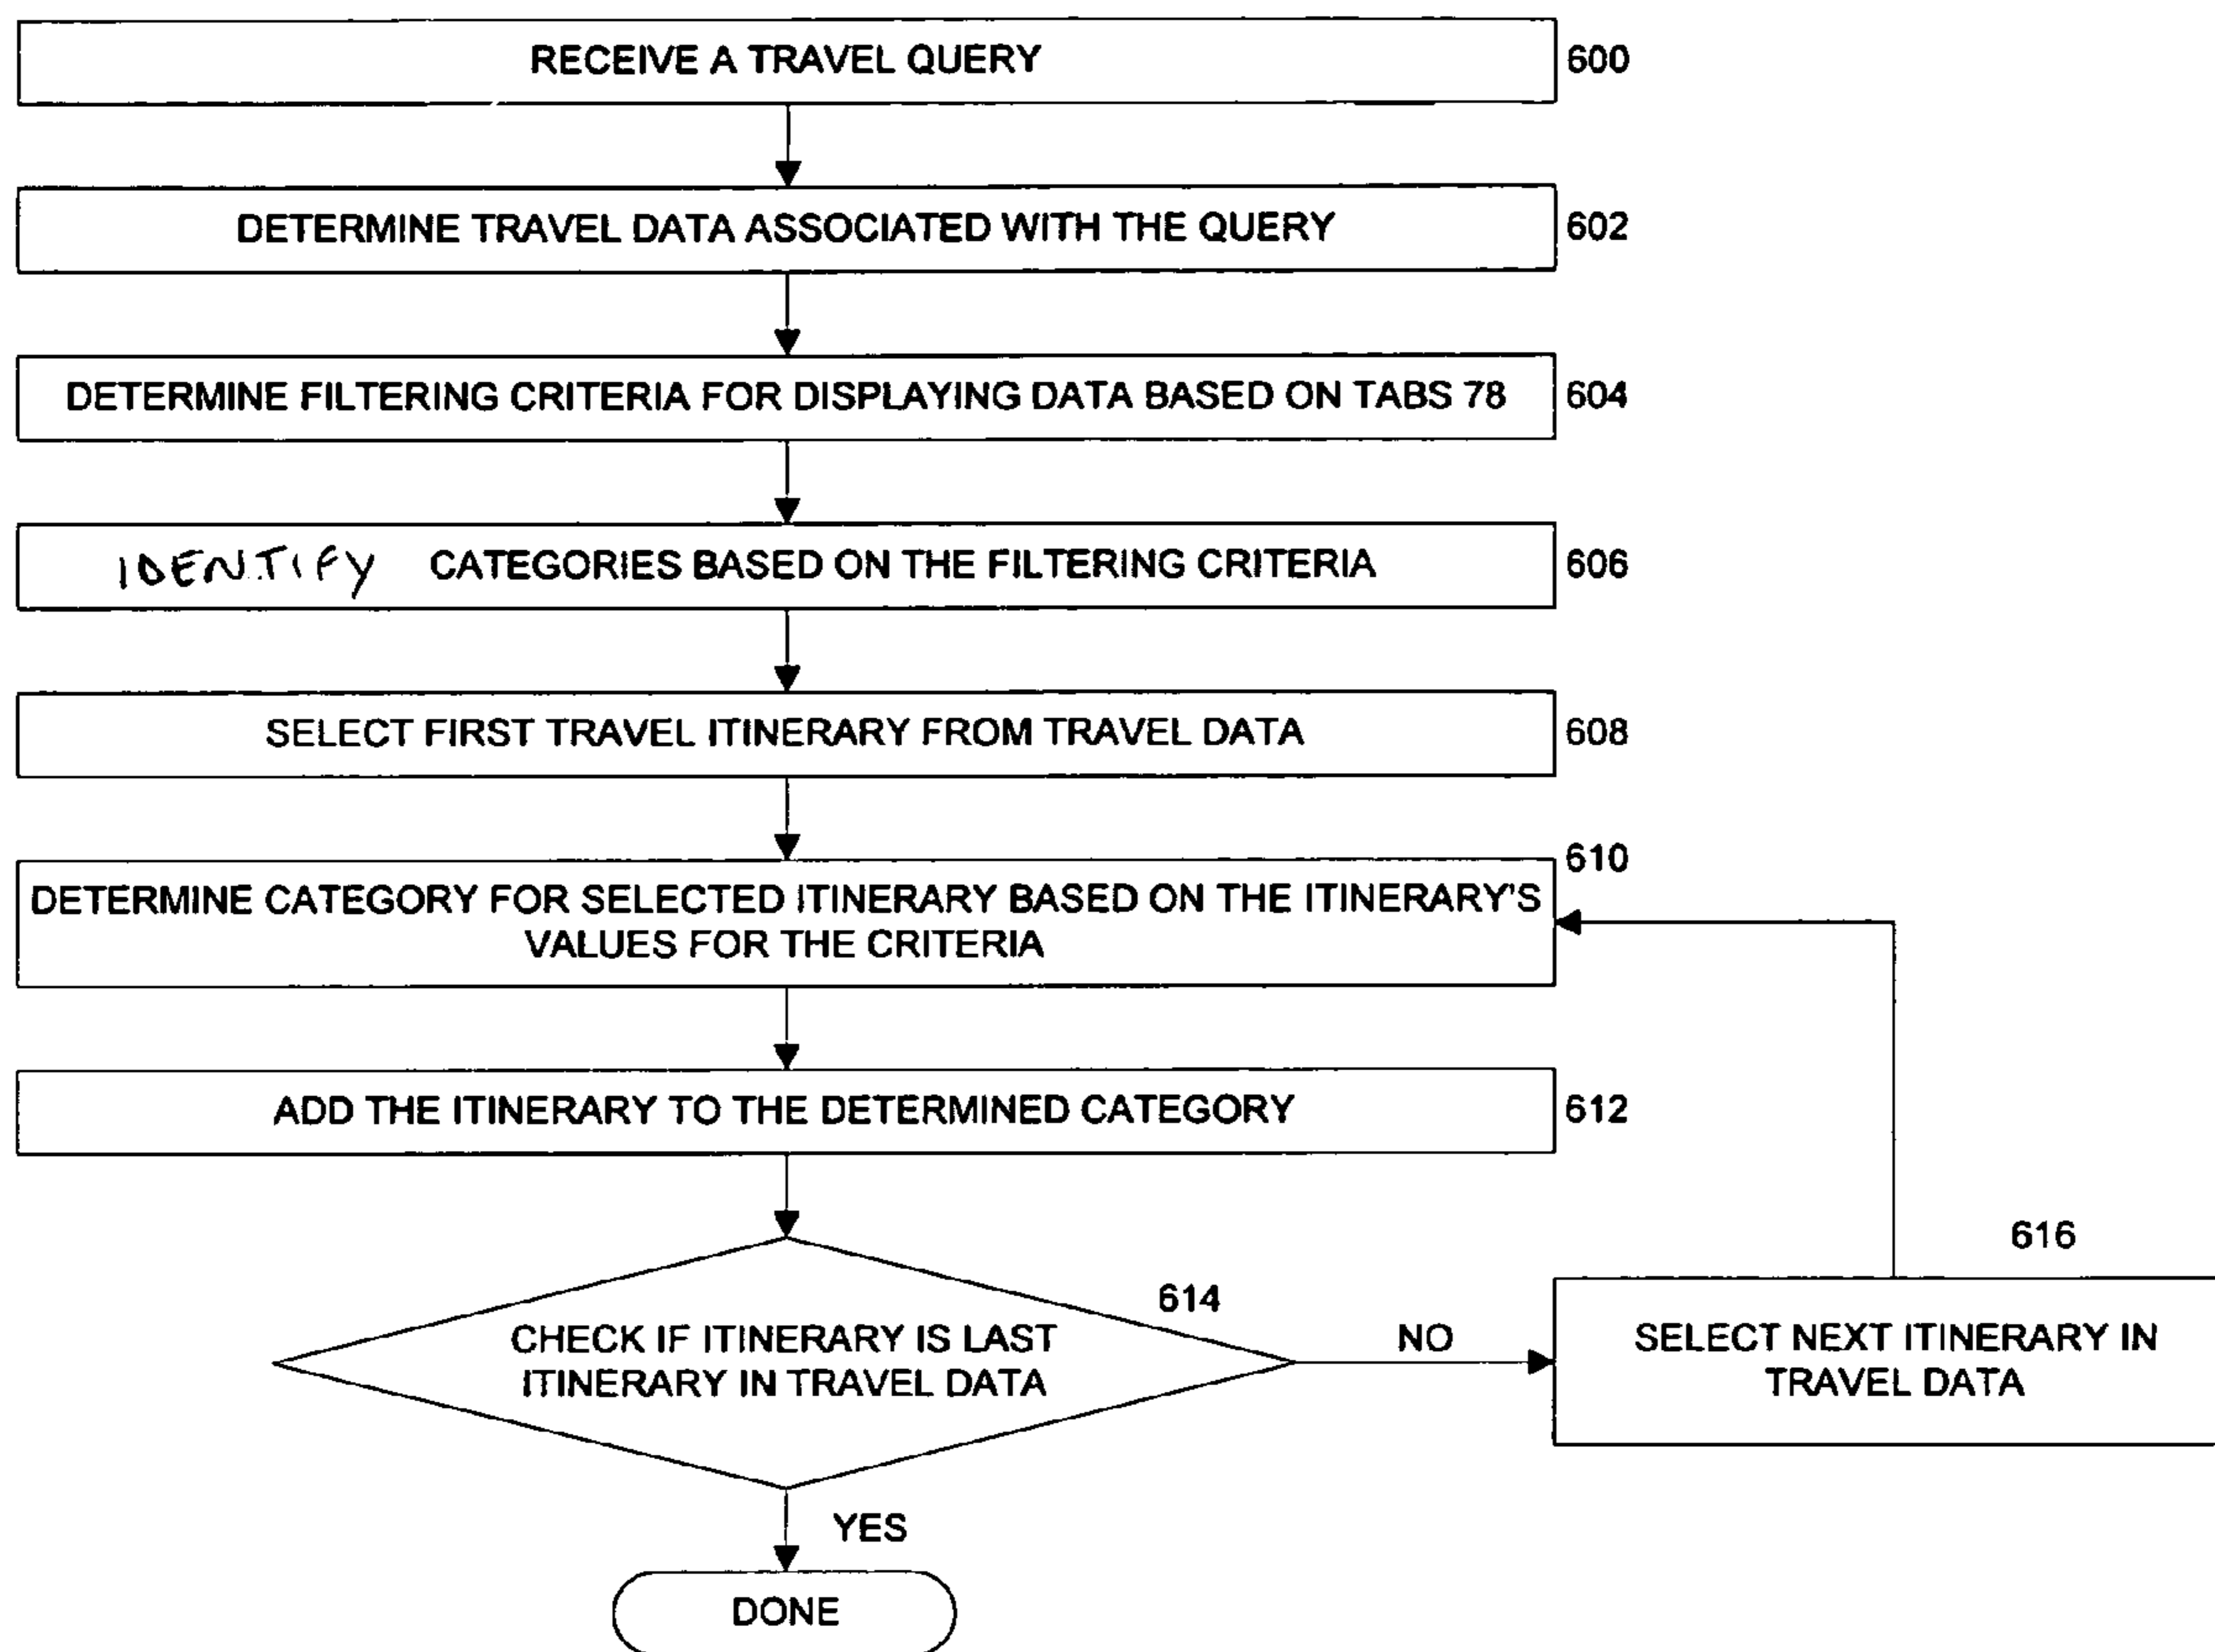 RECEIVE A TRAVEL QUERY 600
DETERMINE TRAVEL DATA ASSOCIATED WITH THE QUERY 602
DETERMINE FILTERING CRITERIA FOR DISPLAYING DATA BASED ON TABS 78 604
IDENTIFY CATEGORIES BASED ON THE FILTERING CRITERIA 606
SELECT FIRST TRAVEL ITINERARY FROM TRAVEL DATA 608
610
DETERMINE CATEGORY FOR SELECTED ITINERARY BASED ON THE ITINERARY'S
VALUES FOR THE CRITERIA
ADD THE ITINERARY TO THE DETERMINED CATEGORY 612
614
CHECK IF ITINERARY IS LAST
ITINERARY IN TRAVEL DATA
NO
616
SELECT NEXT ITINERARY IN
TRAVEL DATA
YES
DONE